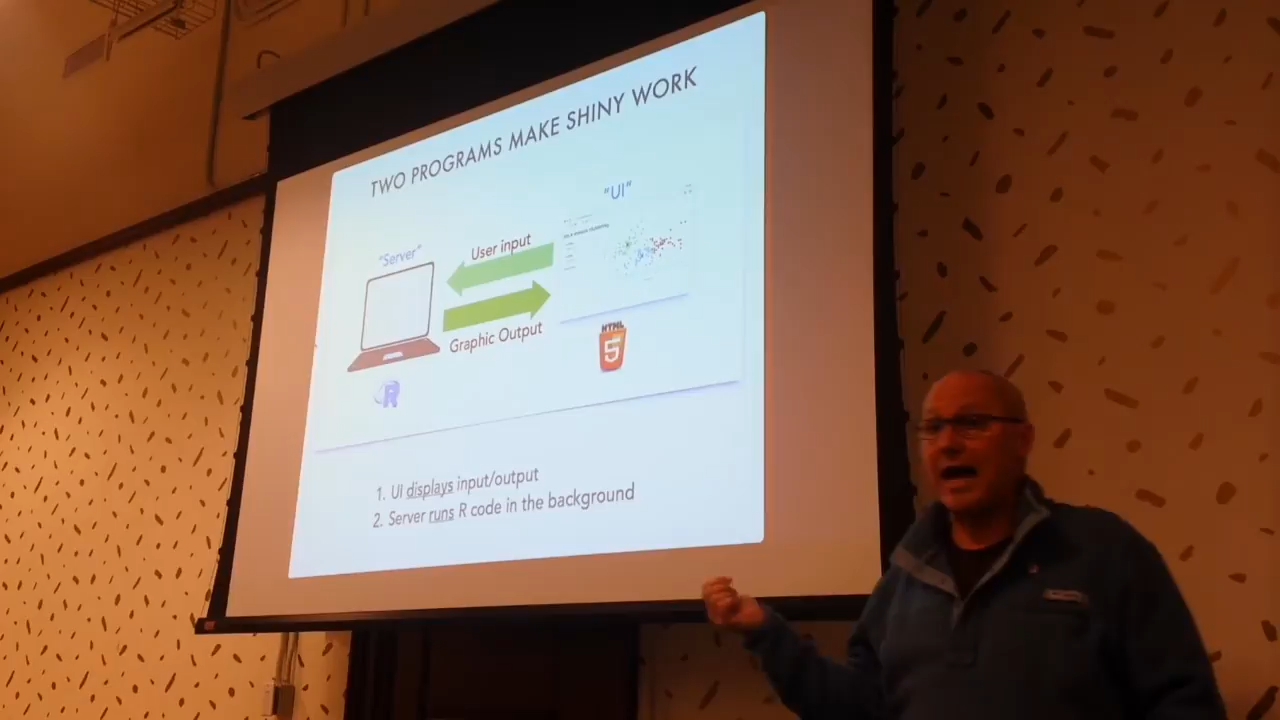 TWO PROGRAMS MAKE SHINY WORK
"UI"
"Server"
User input
Graphic Output
HTML
5
R
1. UI displays input/output
2. Server runs R code in the background